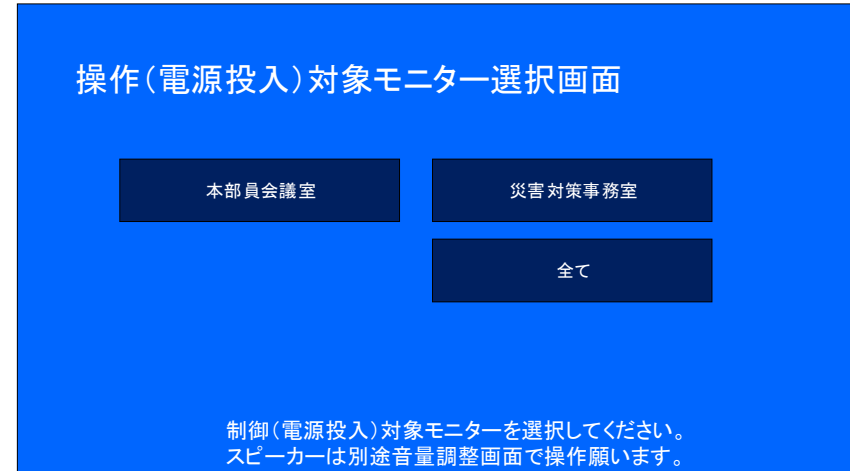 操作（電源投入）対象モニター選択画面
本部員会議室
災害対策事務室
全て
制御（電源投入）対象モニターを選択してください。
スピーカーは別途音量調整画面で操作願います。